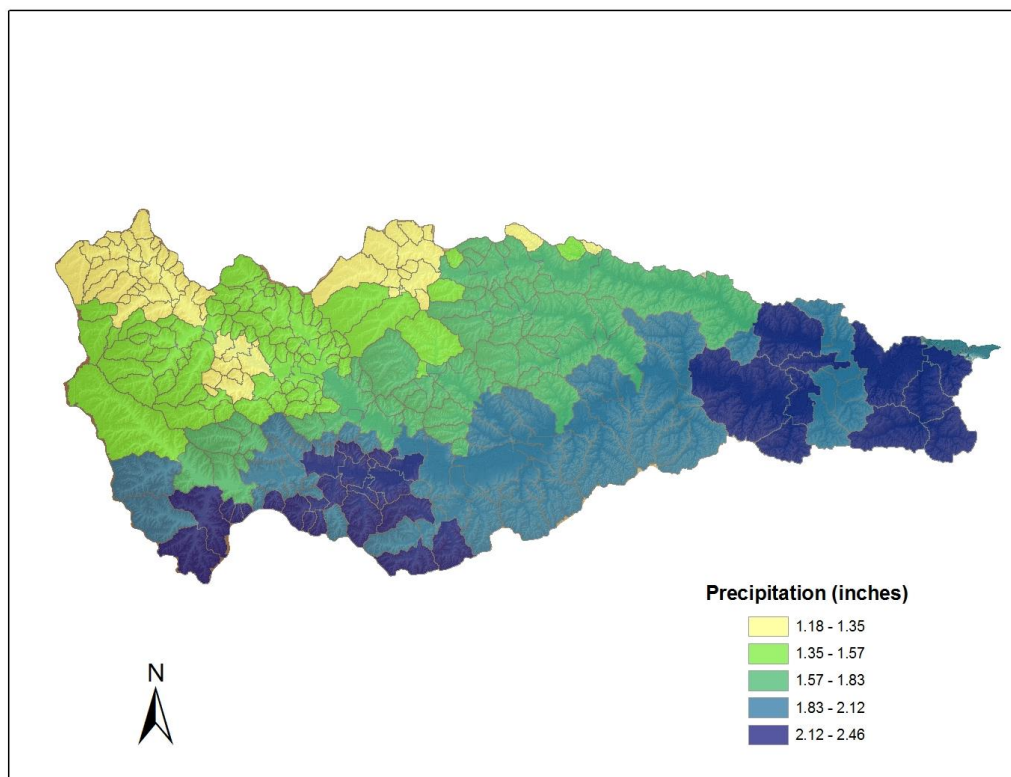 Precipitation (inches)
1.18 - 1.35
1.35 - 1.57
1.57 - 1.83
1.83 - 2.12
2.12 - 2.46
N